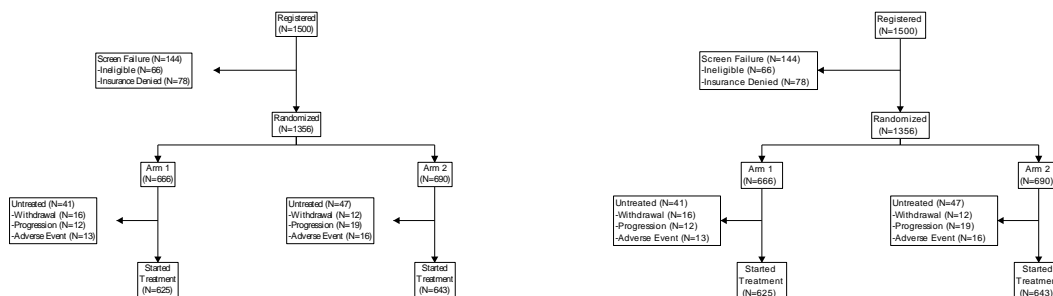 Registered
(N=1500)
Screen Failure (N=144)
-Ineligible (N=66)
-Insurance Denied (N=78)
Randomized
(N=1356)
Arm 1
(N=666)
Arm 2
(N=690)
Untreated (N=41)
-Withdrawal (N=16)
-Progression (N=12)
-Adverse Event (N=13)
Untreated (N=47)
-Withdrawal (N=12)
-Progression (N=19)
-Adverse Event (N=16)
Started
Treatment
(N=625)
Started
Treatment
(N=643)
Registered
(N=1500)
Screen Failure (N=144)
-Ineligible (N=66)
-Insurance Denied (N=78)
Randomized
(N=1356)
Arm 1
(N=666)
Arm 2
(N=690)
Untreated (N=41)
-Withdrawal (N=16)
-Progression (N=12)
-Adverse Event (N=13)
Untreated (N=47)
-Withdrawal (N=12)
-Progression (N=19)
-Adverse Event (N=16)
Started
Treatment
(N=625)
Started
Treatment
(N=643)